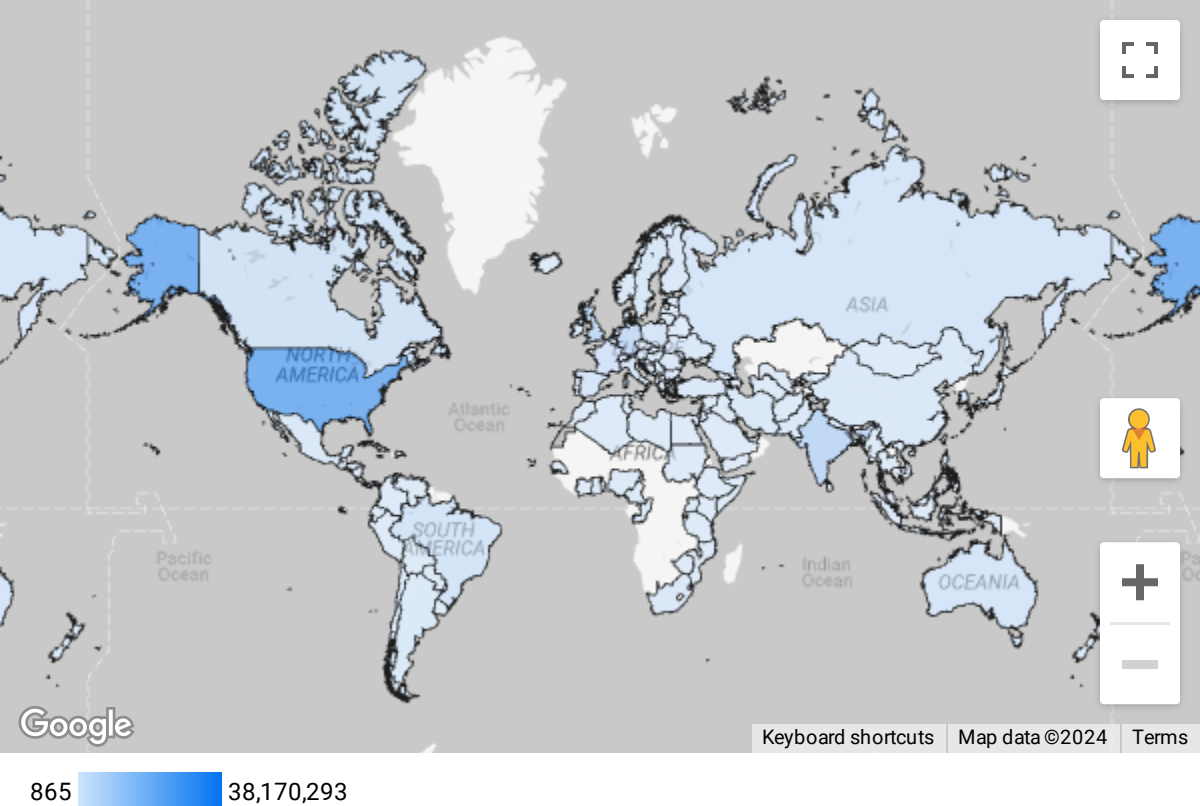 ASIA
NORTH
AMERICA
Atlantic
Ocean
AFRICA
SOUTH
AMERICA
Pacific
Ocean
Indian
Ocean
OCEANIA
Google
Keyboard shortcuts
Map data ©2024
Terms
865
38,170,293